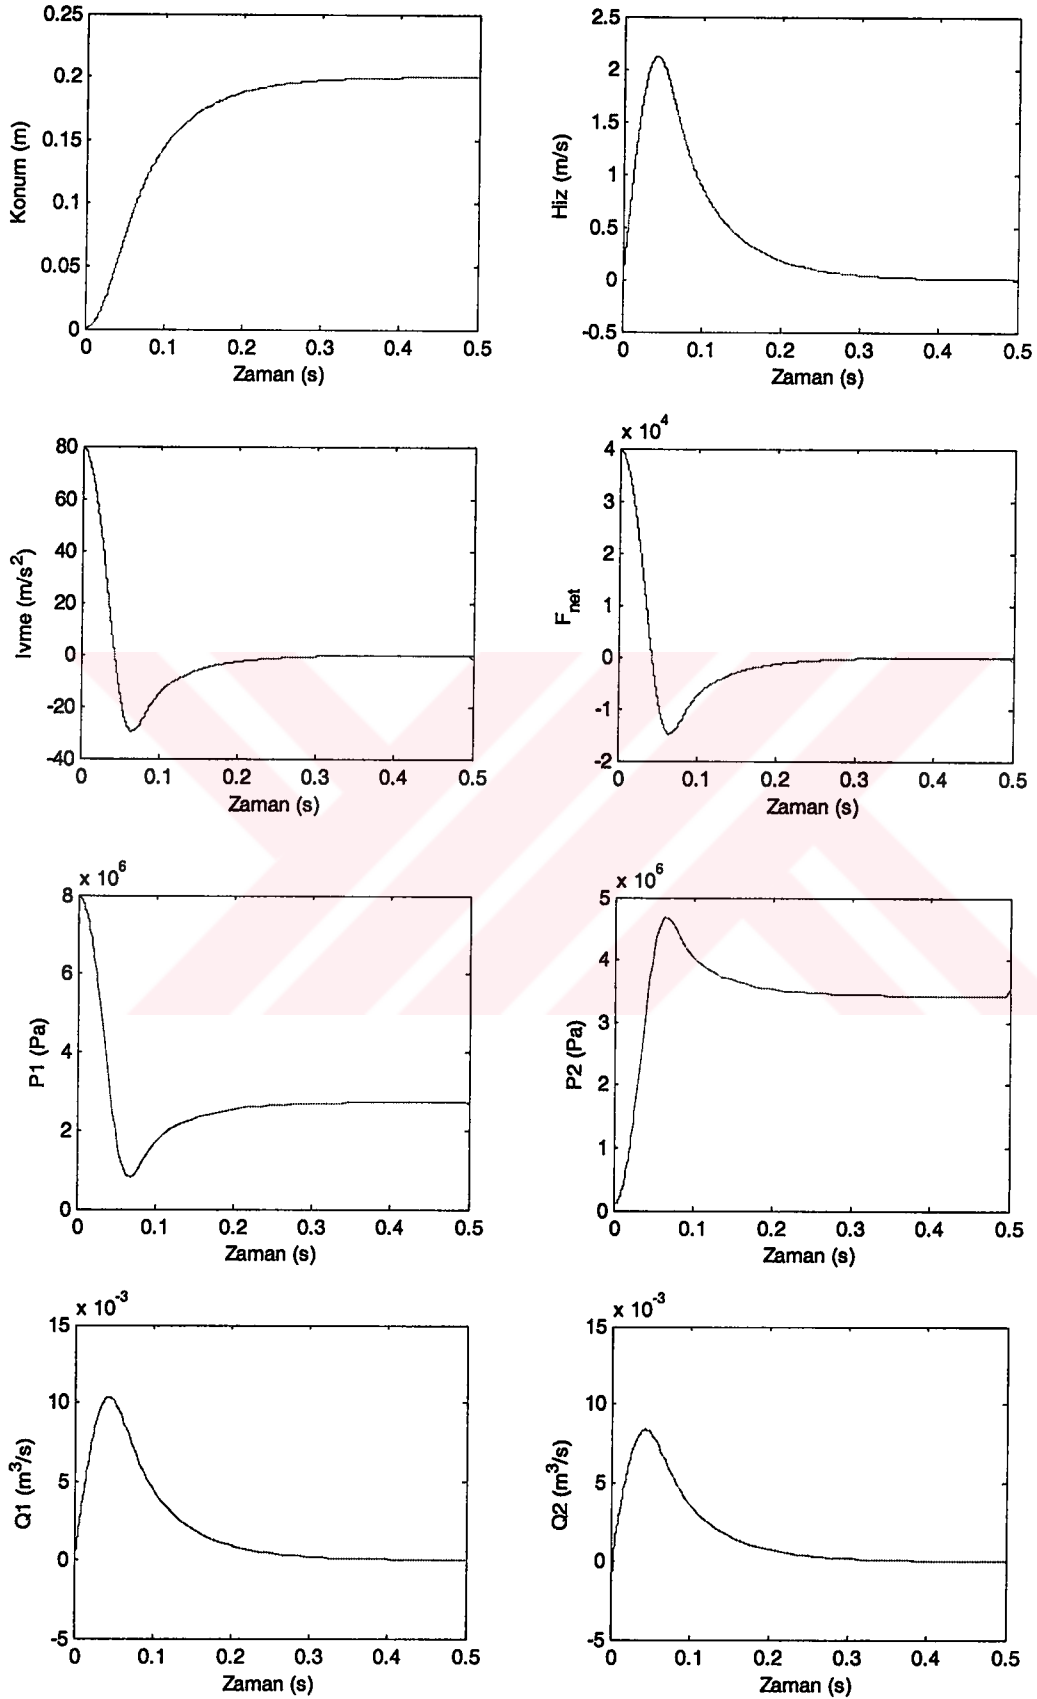 0.25
0.2
0.15
0.1
0.05
0
Konum (m)
0 0.1 0.2 0.3 0.4 0.5
Zaman (s)
2.5
2
1.5
1
0.5
0
-0.5
Hiz (m/s)
0 0.1 0.2 0.3 0.4 0.5
Zaman (s)
80
60
40
20
0
-20
-40
Ivme (m/s²)
0 0.1 0.2 0.3 0.4 0.5
Zaman (s)
x 10⁴
4
3
2
1
0
-1
-2
F_net
0 0.1 0.2 0.3 0.4 0.5
Zaman (s)
x 10⁶
8
6
4
2
0
P1 (Pa)
0 0.1 0.2 0.3 0.4 0.5
Zaman (s)
x 10⁶
5
4
3
2
1
0
P2 (Pa)
0 0.1 0.2 0.3 0.4 0.5
Zaman (s)
x 10⁻³
15
10
5
0
-5
Q1 (m³/s)
0 0.1 0.2 0.3 0.4 0.5
Zaman (s)
x 10⁻³
15
10
5
0
-5
Q2 (m³/s)
0 0.1 0.2 0.3 0.4 0.5
Zaman (s)